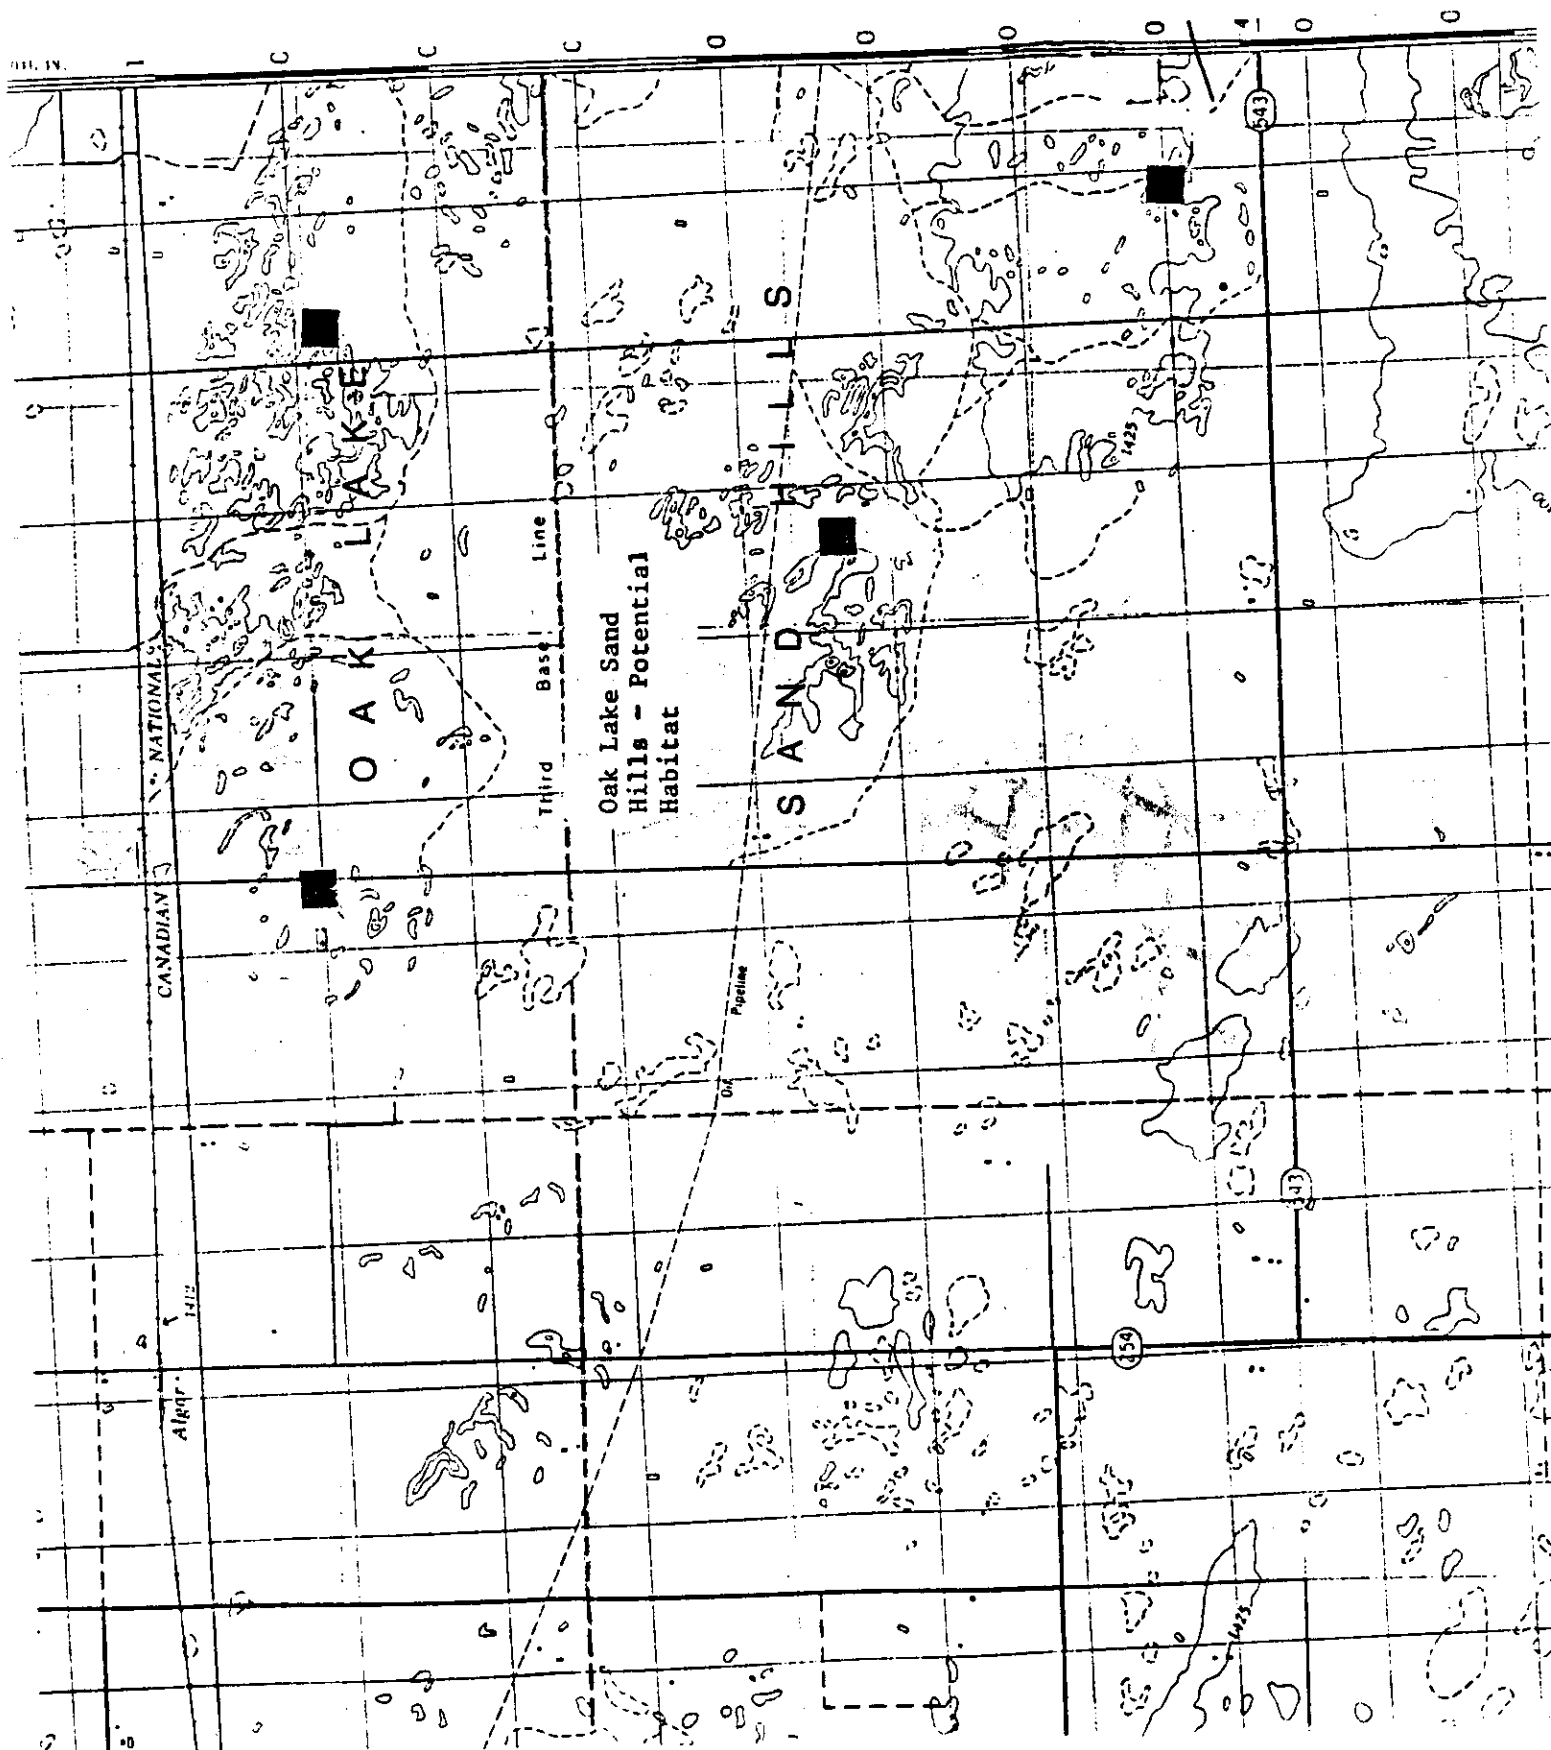 CANADIAN
NATIONAL
OAK LAKE
Third Base Line
Oak Lake Sand
Hills - Potential
Habitat
SAND HILLS
Oil Pipeline
Algar
1412
1425
1425
543
543
254